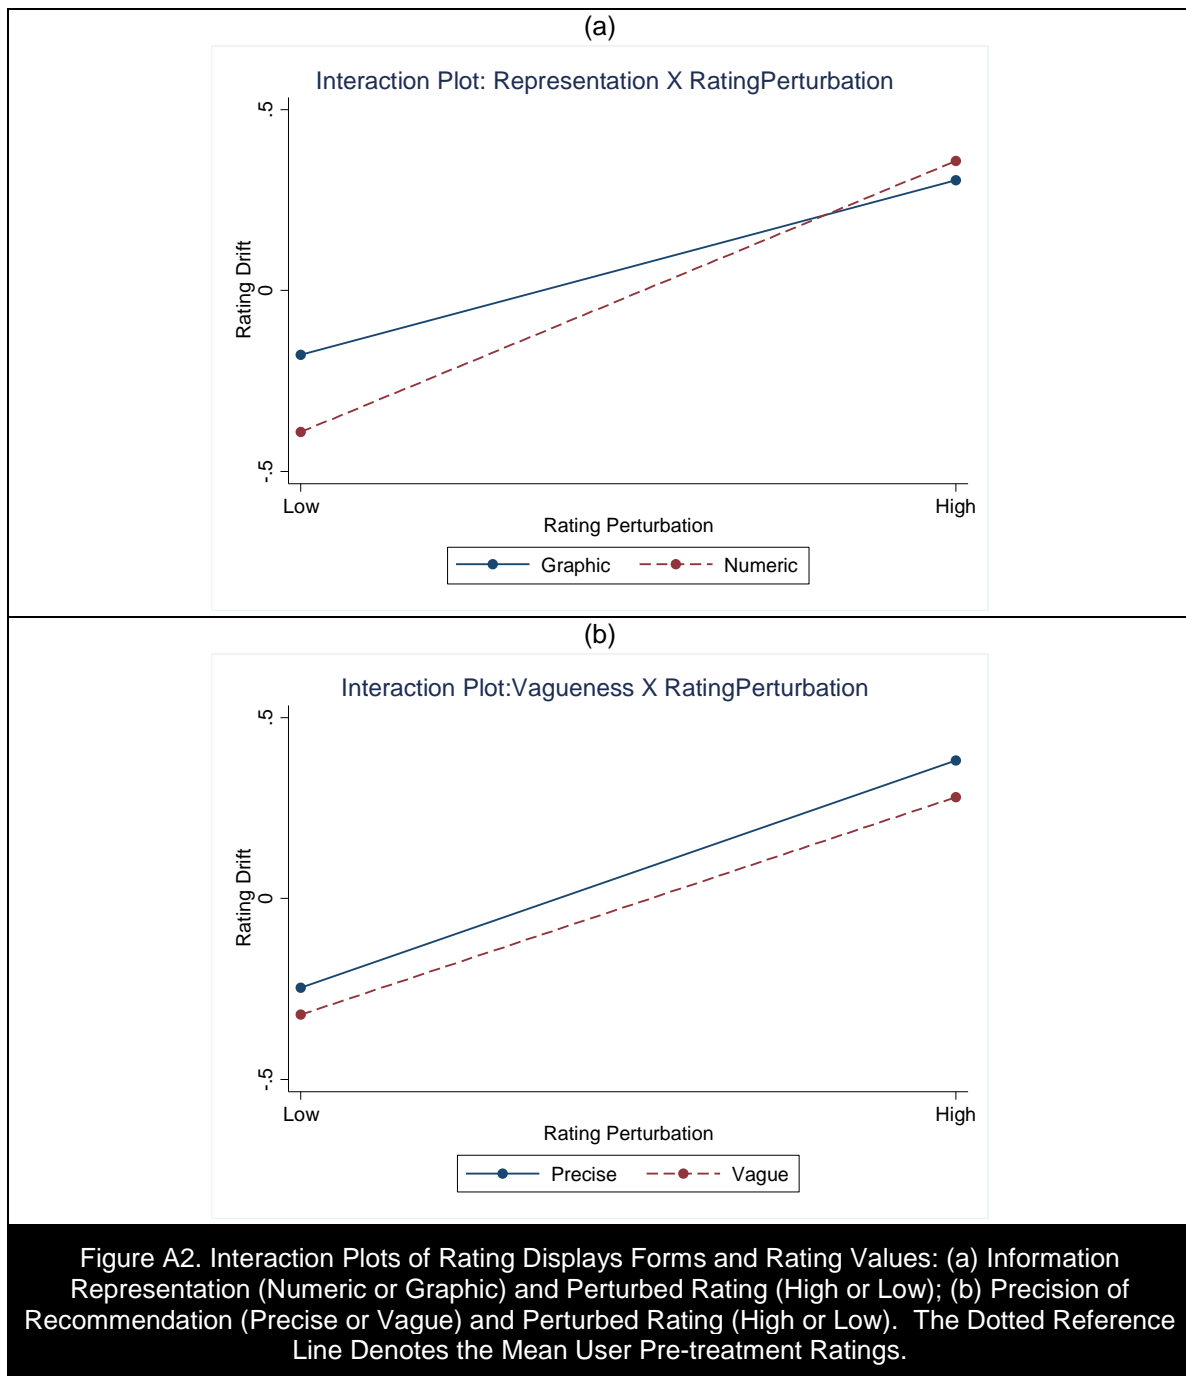 (a)
Interaction Plot: Representation X RatingPerturbation
.5
0
-.5
Rating Drift
Low
High
Rating Perturbation
Graphic
Numeric
(b)
Interaction Plot:Vagueness X RatingPerturbation
.5
0
-.5
Rating Drift
Low
High
Rating Perturbation
Precise
Vague
Figure A2. Interaction Plots of Rating Displays Forms and Rating Values: (a) Information
Representation (Numeric or Graphic) and Perturbed Rating (High or Low); (b) Precision of
Recommendation (Precise or Vague) and Perturbed Rating (High or Low). The Dotted Reference
Line Denotes the Mean User Pre-treatment Ratings.